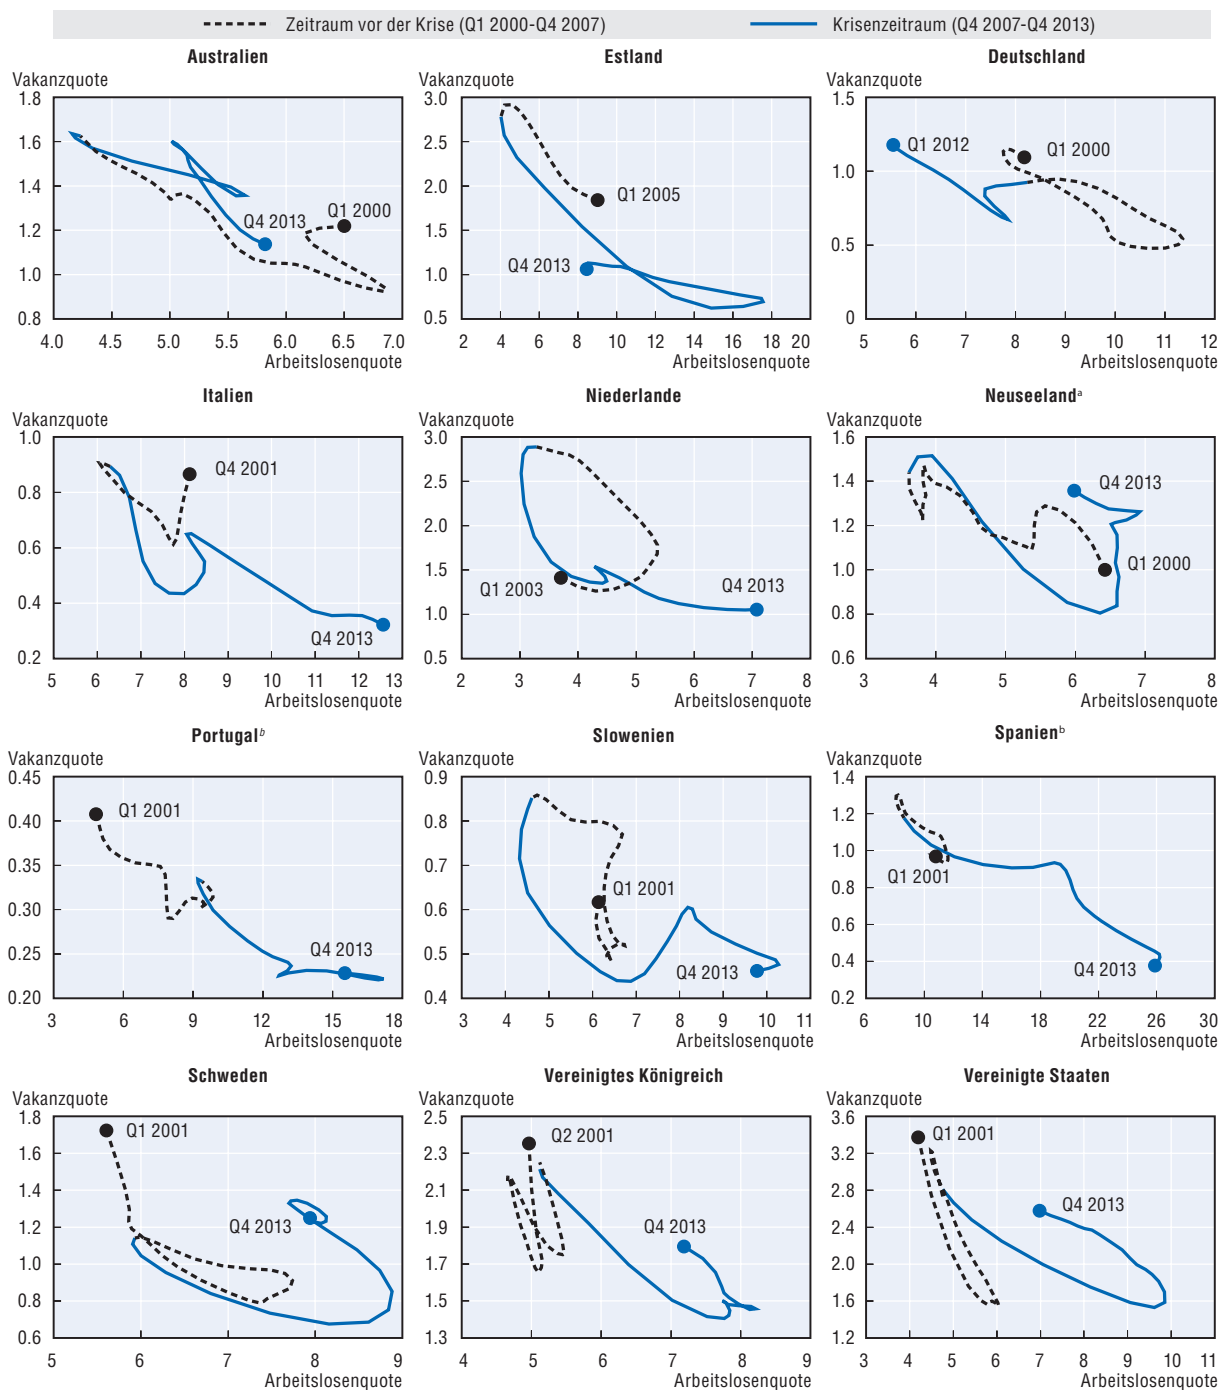 Zeitraum vor der Krise (Q1 2000-Q4 2007) Krisenzeitraum (Q4 2007-Q4 2013)
Australien
Vakanzquote
1.8
1.6
1.4
1.2
1.0
0.8
Q4 2013
Q1 2000
4.0 4.5 5.0 5.5 6.0 6.5 7.0
Arbeitslosenquote
Estland
Vakanzquote
3.0
2.5
2.0
1.5
1.0
0.5
Q1 2005
Q4 2013
2 4 6 8 10 12 14 16 18 20
Arbeitslosenquote
Deutschland
Vakanzquote
1.5
1.0
0.5
0
Q1 2012
Q1 2000
5 6 7 8 9 10 11 12
Arbeitslosenquote
Italien
Vakanzquote
1.0
0.8
0.6
0.4
0.2
Q4 2001
Q4 2013
5 6 7 8 9 10 11 12 13
Arbeitslosenquote
Niederlande
Vakanzquote
3.0
2.5
2.0
1.5
1.0
0.5
Q1 2003
Q4 2013
2 3 4 5 6 7 8
Arbeitslosenquote
Neuseelandᵃ
Vakanzquote
1.6
1.4
1.2
1.0
0.8
0.6
Q4 2013
Q1 2000
3 4 5 6 7 8
Arbeitslosenquote
Portugalᵇ
Vakanzquote
0.45
0.40
0.35
0.30
0.25
0.20
Q1 2001
Q4 2013
3 6 9 12 15 18
Arbeitslosenquote
Slowenien
Vakanzquote
0.9
0.8
0.7
0.6
0.5
0.4
Q1 2001
Q4 2013
3 4 5 6 7 8 9 10 11
Arbeitslosenquote
Spanienᵇ
Vakanzquote
1.4
1.2
1.0
0.8
0.6
0.4
0.2
Q1 2001
Q4 2013
6 10 14 18 22 26 30
Arbeitslosenquote
Schweden
Vakanzquote
1.8
1.6
1.4
1.2
1.0
0.8
0.6
Q1 2001
Q4 2013
5 6 7 8 9
Arbeitslosenquote
Vereinigtes Königreich
Vakanzquote
2.5
2.3
2.1
1.9
1.7
1.5
1.3
Q2 2001
Q4 2013
4 5 6 7 8 9
Arbeitslosenquote
Vereinigte Staaten
Vakanzquote
3.6
3.2
2.8
2.4
2.0
1.6
1.2
Q1 2001
Q4 2013
3 4 5 6 7 8 9 10 11
Arbeitslosenquote